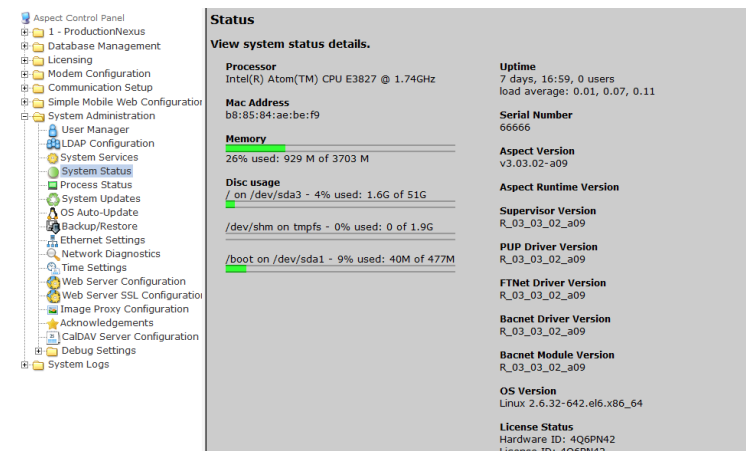 Aspect Control Panel
1 - ProductionNexus
Database Management
Licensing
Modem Configuration
Communication Setup
Simple Mobile Web Configuration
System Administration
User Manager
LDAP Configuration
System Services
System Status
Process Status
System Updates
OS Auto-Update
Backup/Restore
Ethernet Settings
Network Diagnostics
Time Settings
Web Server Configuration
Web Server SSL Configuration
Image Proxy Configuration
Acknowledgements
CalDAV Server Configuration
Debug Settings
System Logs
Status
View system status details.
Processor
Intel(R) Atom(TM) CPU E3827 @ 1.74GHz
Mac Address
b8:85:84:ae:be:f9
Memory
26% used: 929 M of 3703 M
Disc usage
/ on /dev/sda3 - 4% used: 1.6G of 51G
/dev/shm on tmpfs - 0% used: 0 of 1.9G
/boot on /dev/sda1 - 9% used: 40M of 477M
Uptime
7 days, 16:59, 0 users
load average: 0.01, 0.07, 0.11
Serial Number
66666
Aspect Version
v3.03.02-a09
Aspect Runtime Version
Supervisor Version
R_03_03_02_a09
PUP Driver Version
R_03_03_02_a09
FTNet Driver Version
R_03_03_02_a09
Bacnet Driver Version
R_03_03_02_a09
Bacnet Module Version
R_03_03_02_a09
OS Version
Linux 2.6.32-642.el6.x86_64
License Status
Hardware ID: 4Q6PN42
License ID: 4Q6PN42